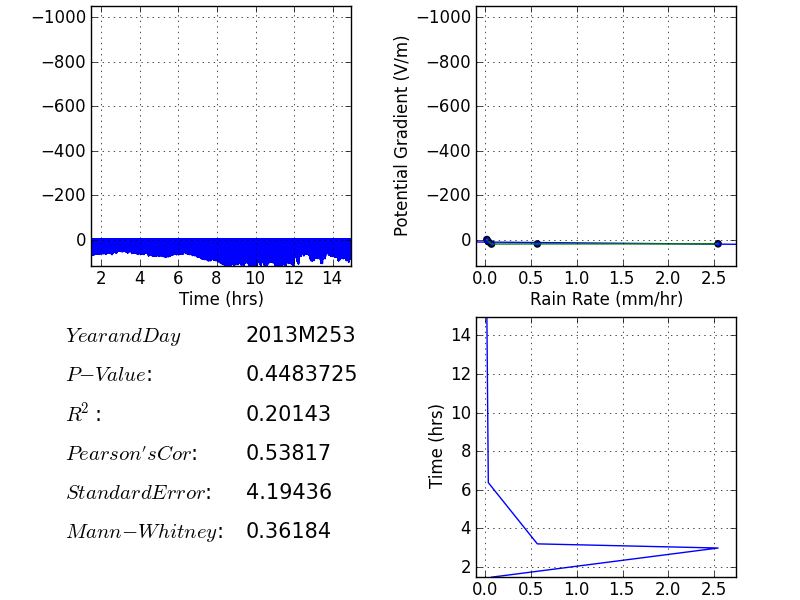 −1000
−800
−600
−400
−200
0
2 4 6 8 10 12 14
Time (hrs)
Potential Gradient (V/m)
−1000
−800
−600
−400
−200
0
0.0 0.5 1.0 1.5 2.0 2.5
Rain Rate (mm/hr)
YearandDay 2013M253
P−Value: 0.4483725
R²: 0.20143
Pearson'sCor: 0.53817
StandardError: 4.19436
Mann−Whitney: 0.36184
Time (hrs)
14
12
10
8
6
4
2
0.0 0.5 1.0 1.5 2.0 2.5